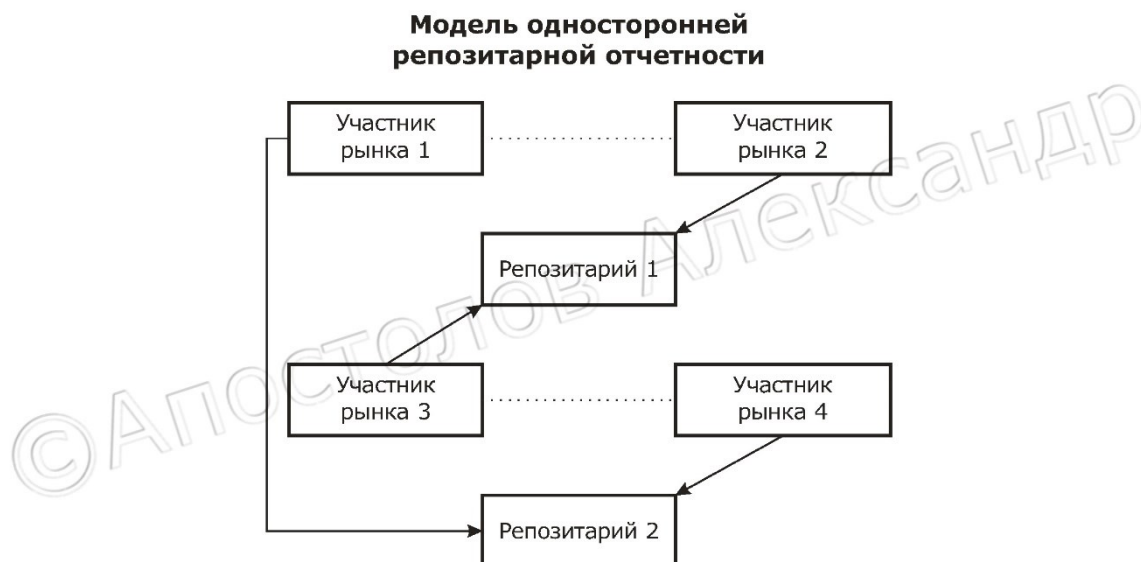 Модель односторонней
репозитарной отчетности
Участник
рынка 1
Участник
рынка 2
Репозитарий 1
Участник
рынка 3
Участник
рынка 4
Репозитарий 2
©Апостолов Александр